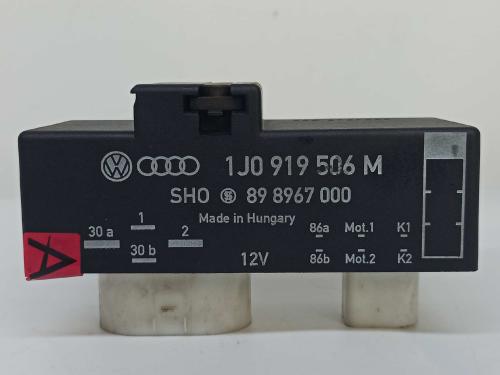 1J0 919 506 M
SHO 89 8967 000
Made in Hungary
1
30 a 2 86a Mot.1 K1
30 b 12V 86b Mot.2 K2
A